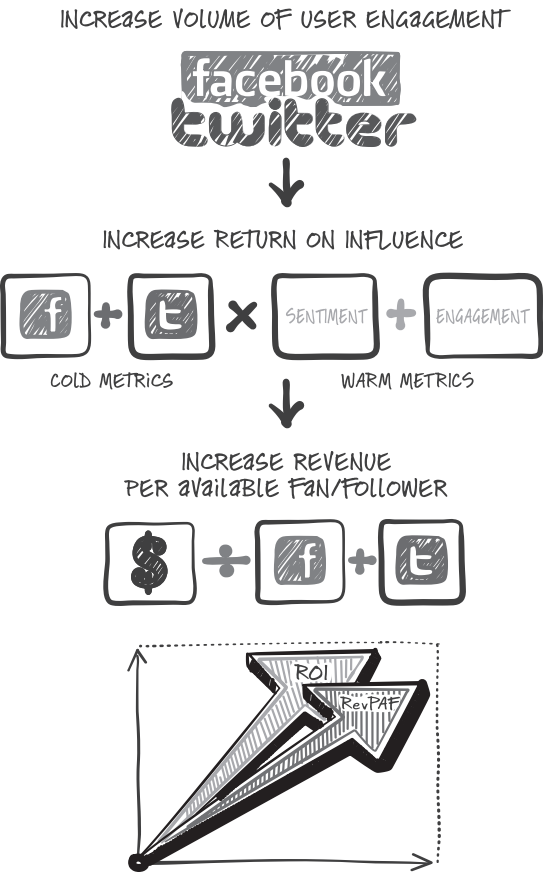 INCREASE VOLUME OF USER ENGAGEMENT
facebook
twitter
INCREASE RETURN ON INFLUENCE
f + t × SENTIMENT + ENGAGEMENT
COLD METRICS WARM METRICS
INCREASE REVENUE
PER AVAILABLE FAN/FOLLOWER
$ ÷ f + t
ROI
RevPAF